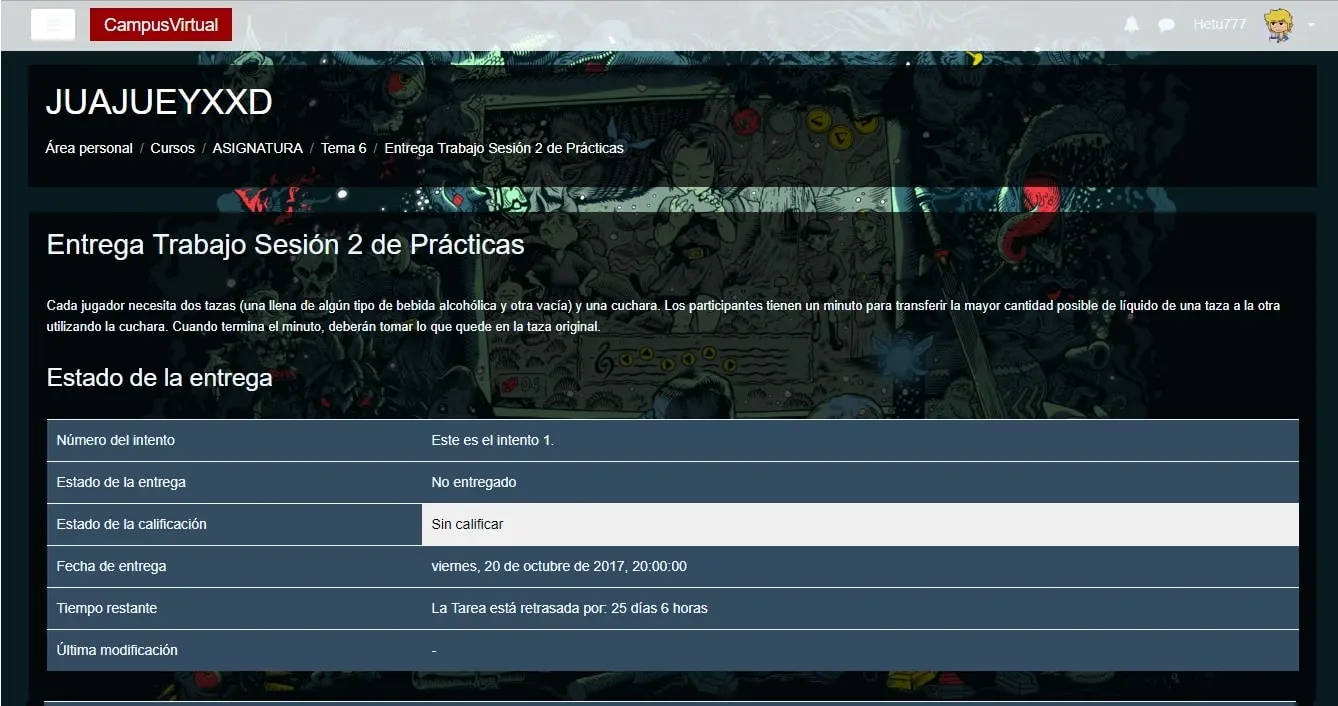 CampusVirtual
Hetu777
JUAJUEYXXD
Área personal / Cursos / ASIGNATURA / Tema 6 / Entrega Trabajo Sesión 2 de Prácticas
Entrega Trabajo Sesión 2 de Prácticas
Cada jugador necesita dos tazas (una llena de algún tipo de bebida alcohólica y otra vacía) y una cuchara. Los participantes tienen un minuto para transferir la mayor cantidad posible de líquido de una taza a la otra
utilizando la cuchara. Cuando termina el minuto, deberán tomar lo que quede en la taza original.
Estado de la entrega
Número del intento Este es el intento 1.
Estado de la entrega No entregado
Estado de la calificación Sin calificar
Fecha de entrega viernes, 20 de octubre de 2017, 20:00:00
Tiempo restante La Tarea está retrasada por: 25 días 6 horas
Última modificación -